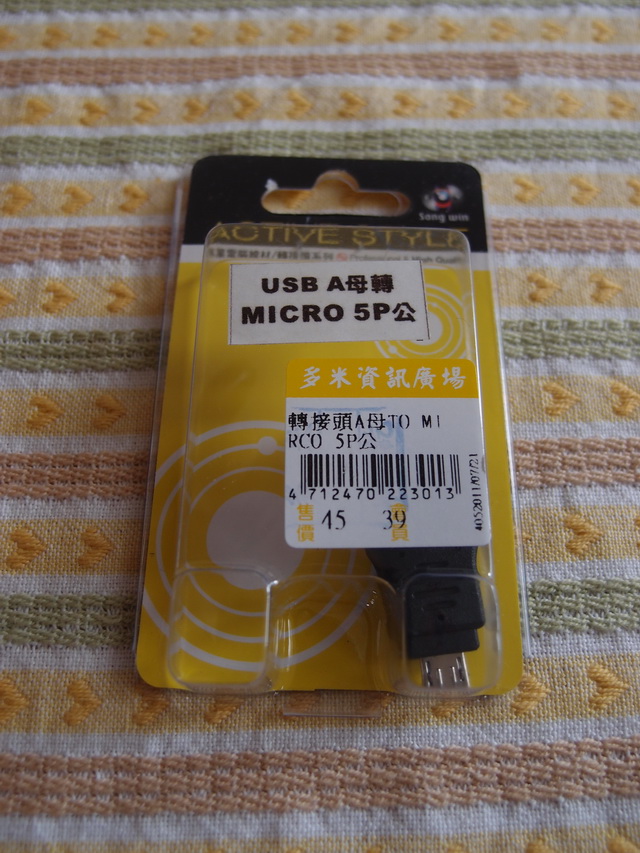 Song win
ACTIVE STYLE
USB A母轉
MICRO 5P公
多米資訊廣場
轉接頭A母TO MI
RCO 5P公
4 712470 223013
售價 45 39